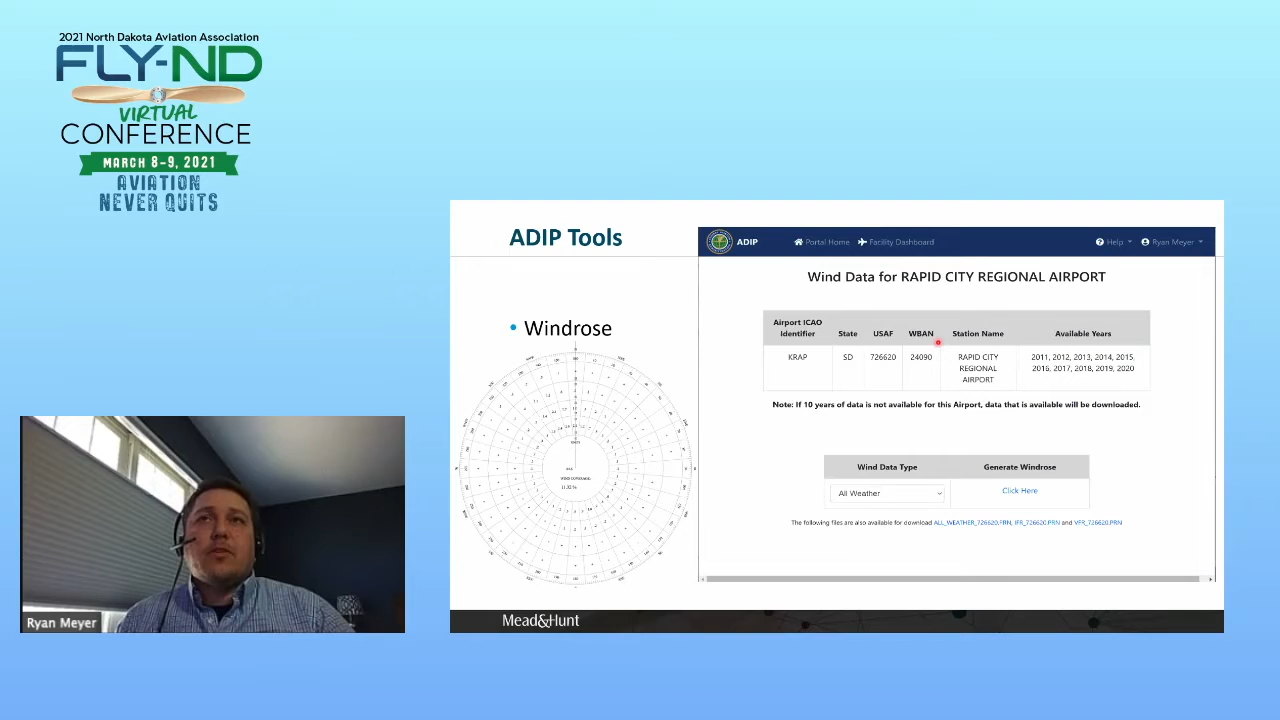 2021 North Dakota Aviation Association
FLY-ND
VIRTUAL
CONFERENCE
MARCH 8-9, 2021
AVIATION
NEVER QUITS
ADIP Tools
• Windrose
ADIP
Portal Home
Facility Dashboard
Help
Ryan Meyer
Wind Data for RAPID CITY REGIONAL AIRPORT
Airport ICAO Identifier State USAF WBAN Station Name Available Years
KRAP SD 726620 24090 RAPID CITY REGIONAL AIRPORT 2011, 2012, 2013, 2014, 2015, 2016, 2017, 2018, 2019, 2020
Note: If 10 years of data is not available for this Airport, data that is available will be downloaded.
Wind Data Type Generate Windrose
All Weather Click Here
The following files are also available for download ALL_WEATHER_726620.PRN, IFR_726620.PRN and VFR_726620.PRN
Ryan Meyer
Mead&Hunt